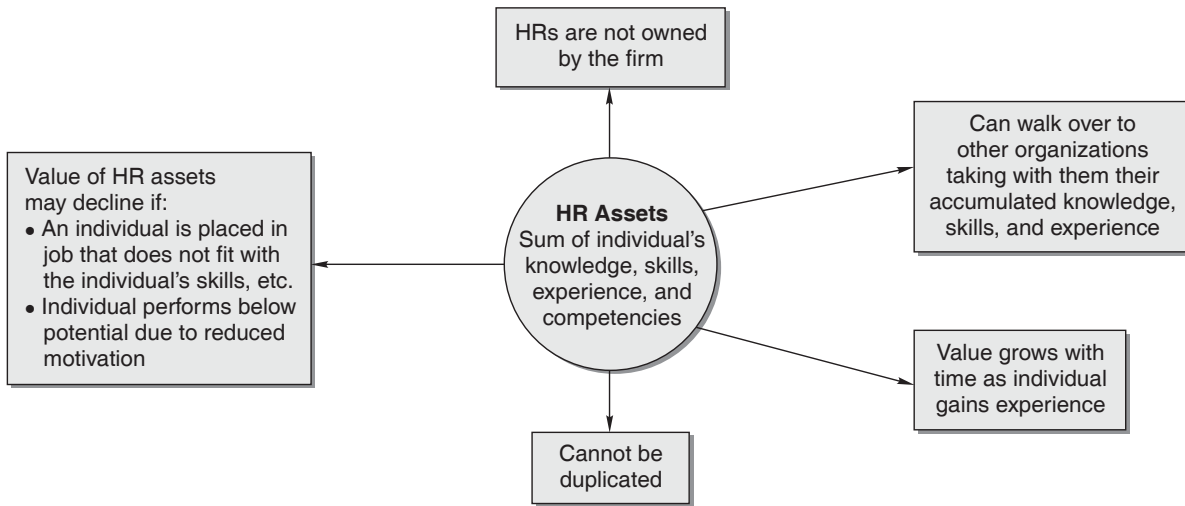 HRs are not owned
by the firm
Can walk over to
other organizations
taking with them their
accumulated knowledge,
skills, and experience
Value of HR assets
may decline if:
• An individual is placed in
job that does not fit with
the individual's skills, etc.
• Individual performs below
potential due to reduced
motivation
HR Assets
Sum of individual's
knowledge, skills,
experience, and
competencies
Value grows with
time as individual
gains experience
Cannot be
duplicated